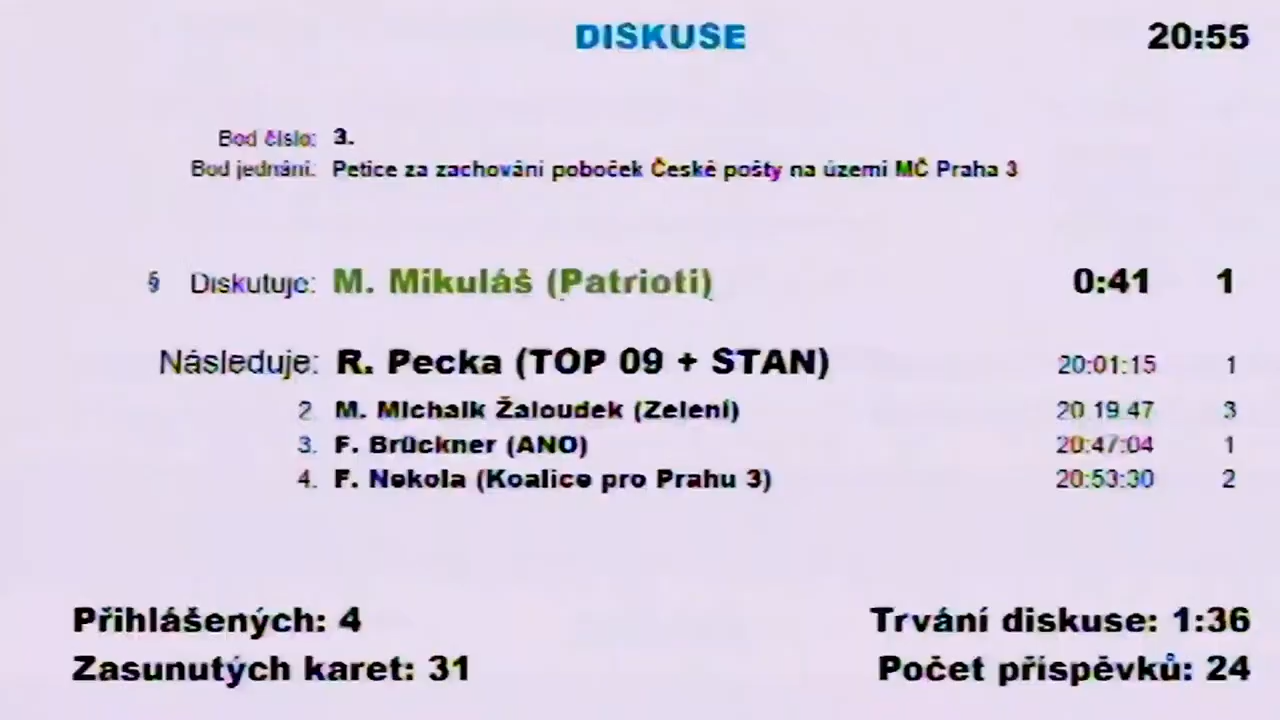 DISKUSE 20:55
Bod číslo: 3.
Bod jednání: Petice za zachování poboček České pošty na území MČ Praha 3
§ Diskutuje: M. Mikuláš (Patrioti) 0:41 1
Následuje: R. Pecka (TOP 09 + STAN) 20:01:15 1
2. M. Michalk Žaloudek (Zelení) 20:19:47 3
3. F. Brückner (ANO) 20:47:04 1
4. F. Nekola (Koalice pro Prahu 3) 20:53:30 2
Přihlášených: 4 Trvání diskuse: 1:36
Zasunutých karet: 31 Počet příspěvků: 24